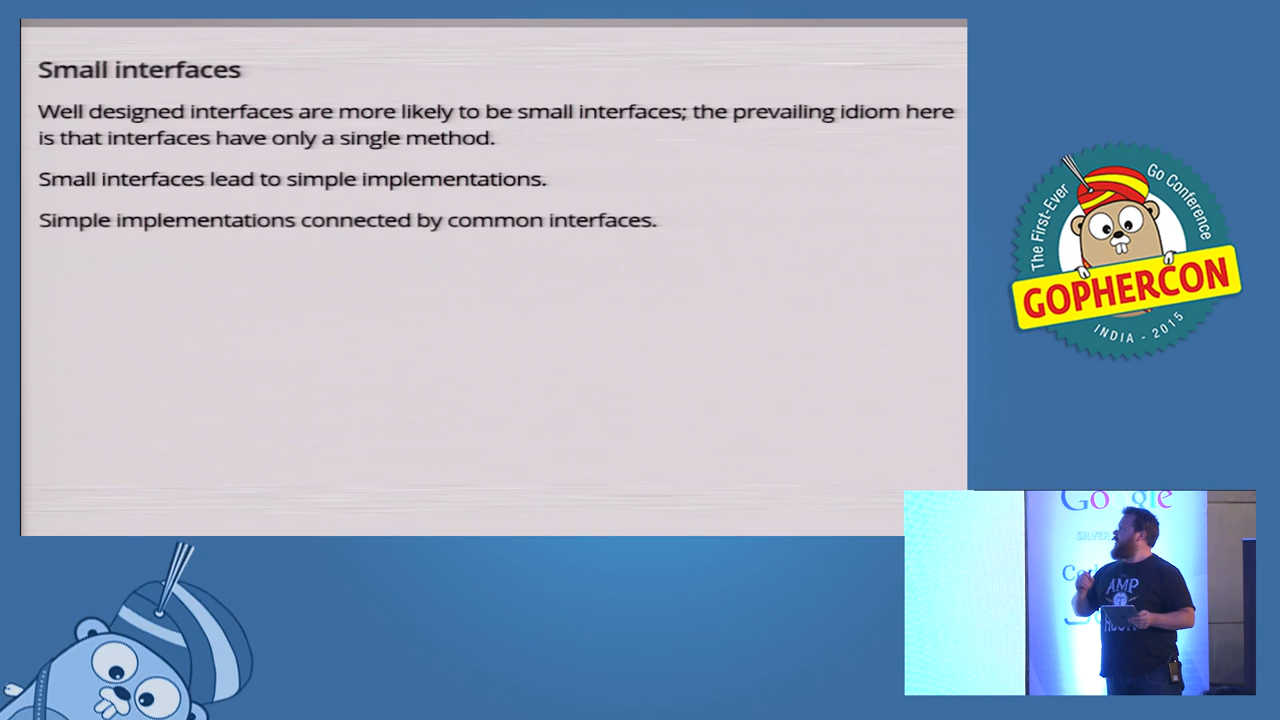 Small interfaces
Well designed interfaces are more likely to be small interfaces; the prevailing idiom here
is that interfaces have only a single method.
Small interfaces lead to simple implementations.
Simple implementations connected by common interfaces.
The First-Ever
Go Conference
GOPHERCON
INDIA - 2015
Google
SILVER
AMP